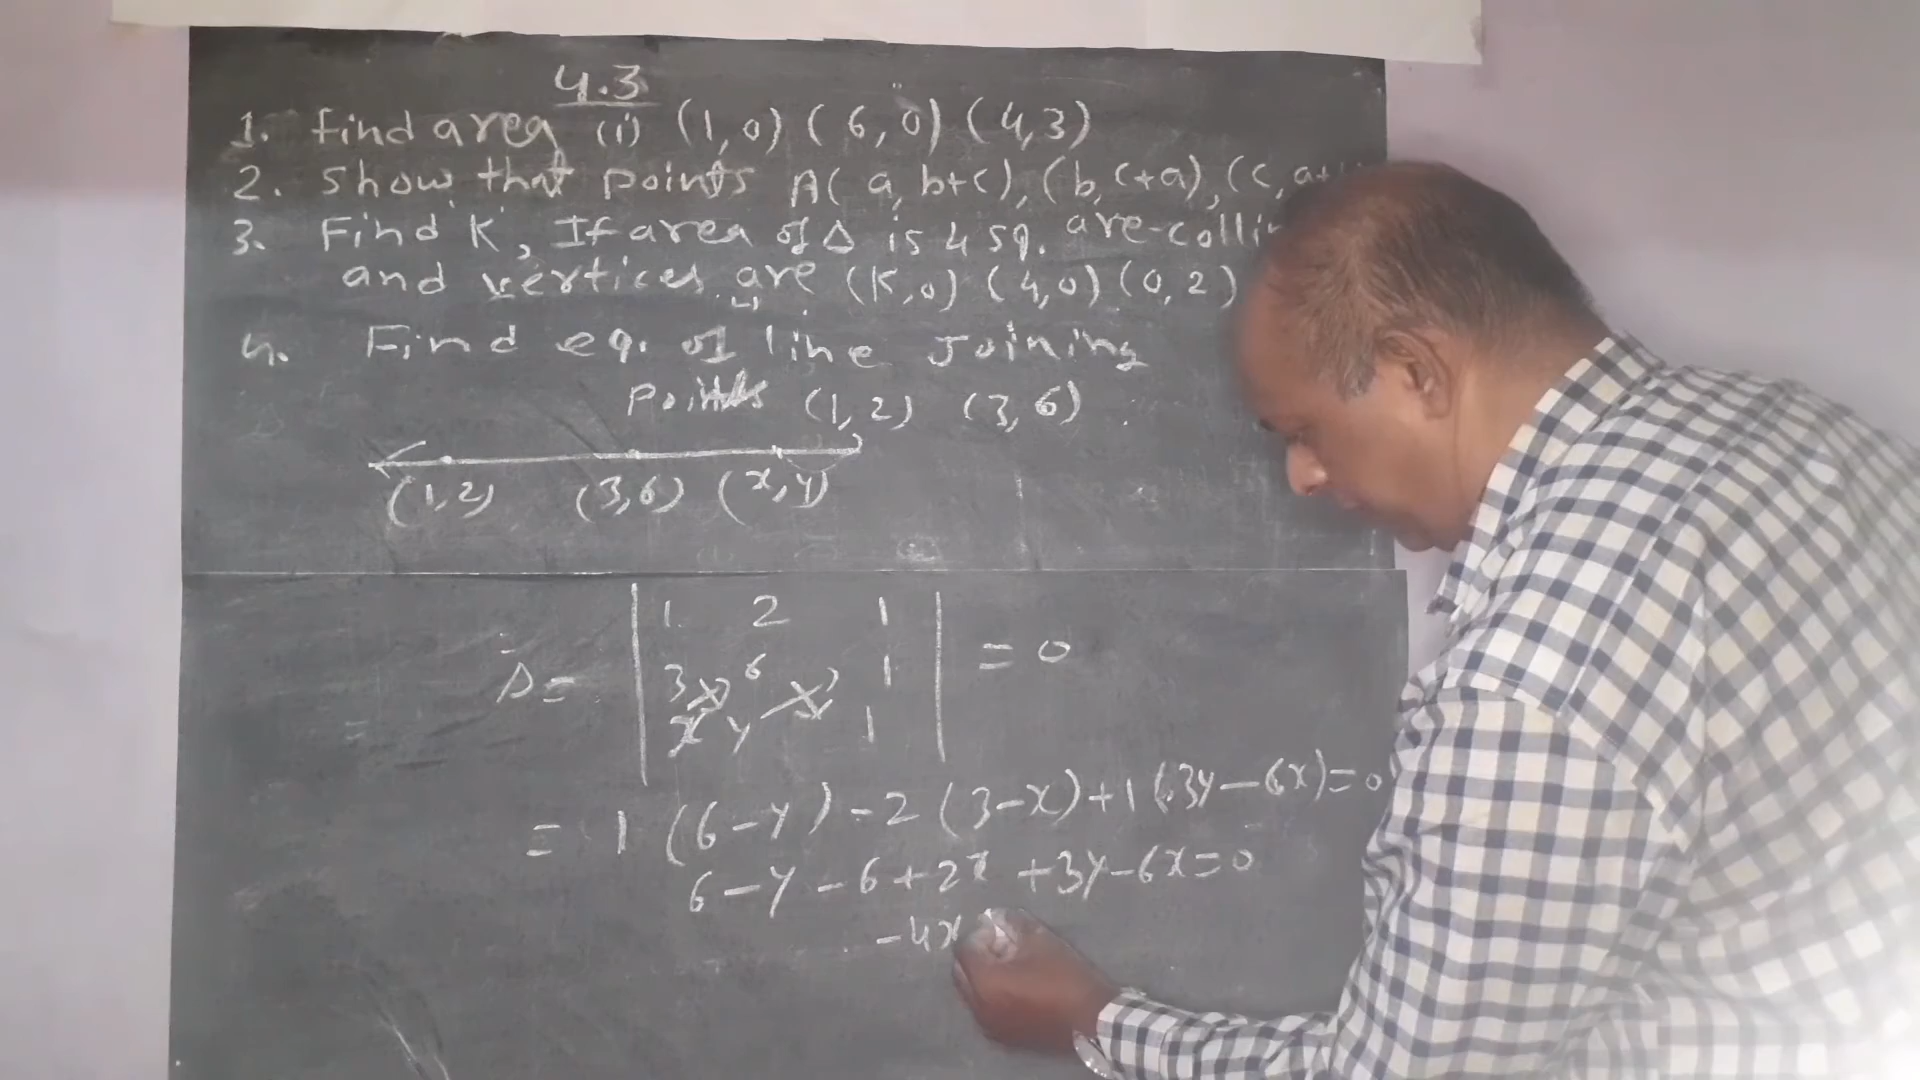 4.3
1. find area (i) (1,0) (6,0) (4,3)
2. Show that points A(a, b+c), (b, c+a), (c, a+
3. Find 'K', If area of Δ is 4 sq. are collin
and vertices are (K,0) (4,0) (0,2)
4. Find eq. of line Joining
Points (1,2) (3,6)
(1,2) (3,6) (x,y)
1 2 1
Δ = 3 6 1 = 0
x y 1
= 1 (6-y) - 2 (3-x) + 1 (3y-6x) = 0
6-y-6+2x+3y-6x=0
-4x